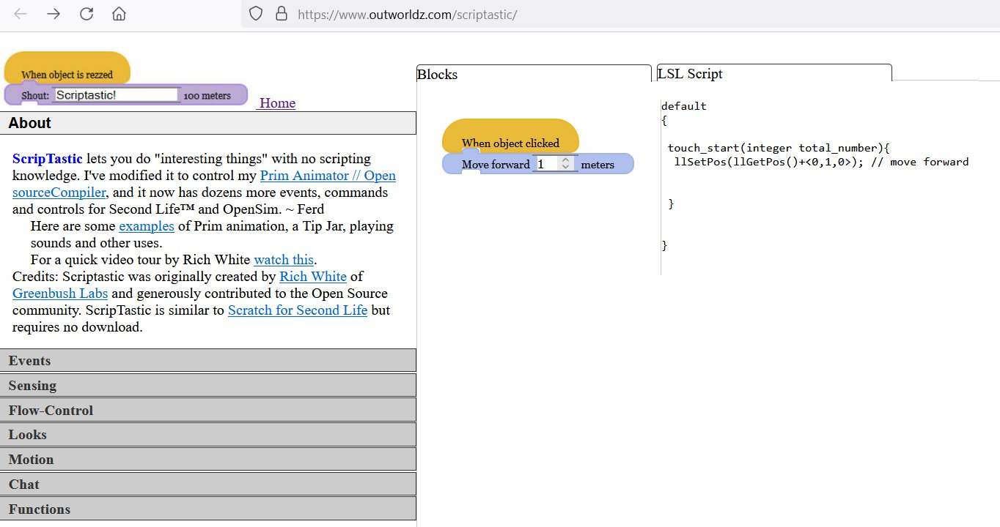 https://www.outworldz.com/scriptastic/
When object is rezzed
Shout: Scriptastic! 100 meters
Home
About
ScripTastic lets you do "interesting things" with no scripting
knowledge. I've modified it to control my Prim Animator // Open
sourceCompiler, and it now has dozens more events, commands
and controls for Second Life™ and OpenSim. ~ Ferd
Here are some examples of Prim animation, a Tip Jar, playing
sounds and other uses.
For a quick video tour by Rich White watch this.
Credits: Scriptastic was originally created by Rich White of
Greenbush Labs and generously contributed to the Open Source
community. ScripTastic is similar to Scratch for Second Life but
requires no download.
Events
Sensing
Flow-Control
Looks
Motion
Chat
Functions
Blocks
When object clicked
Move forward 1 meters
LSL Script
default
{
touch_start(integer total_number){
llSetPos(llGetPos()+<0,1,0>); // move forward
}
}